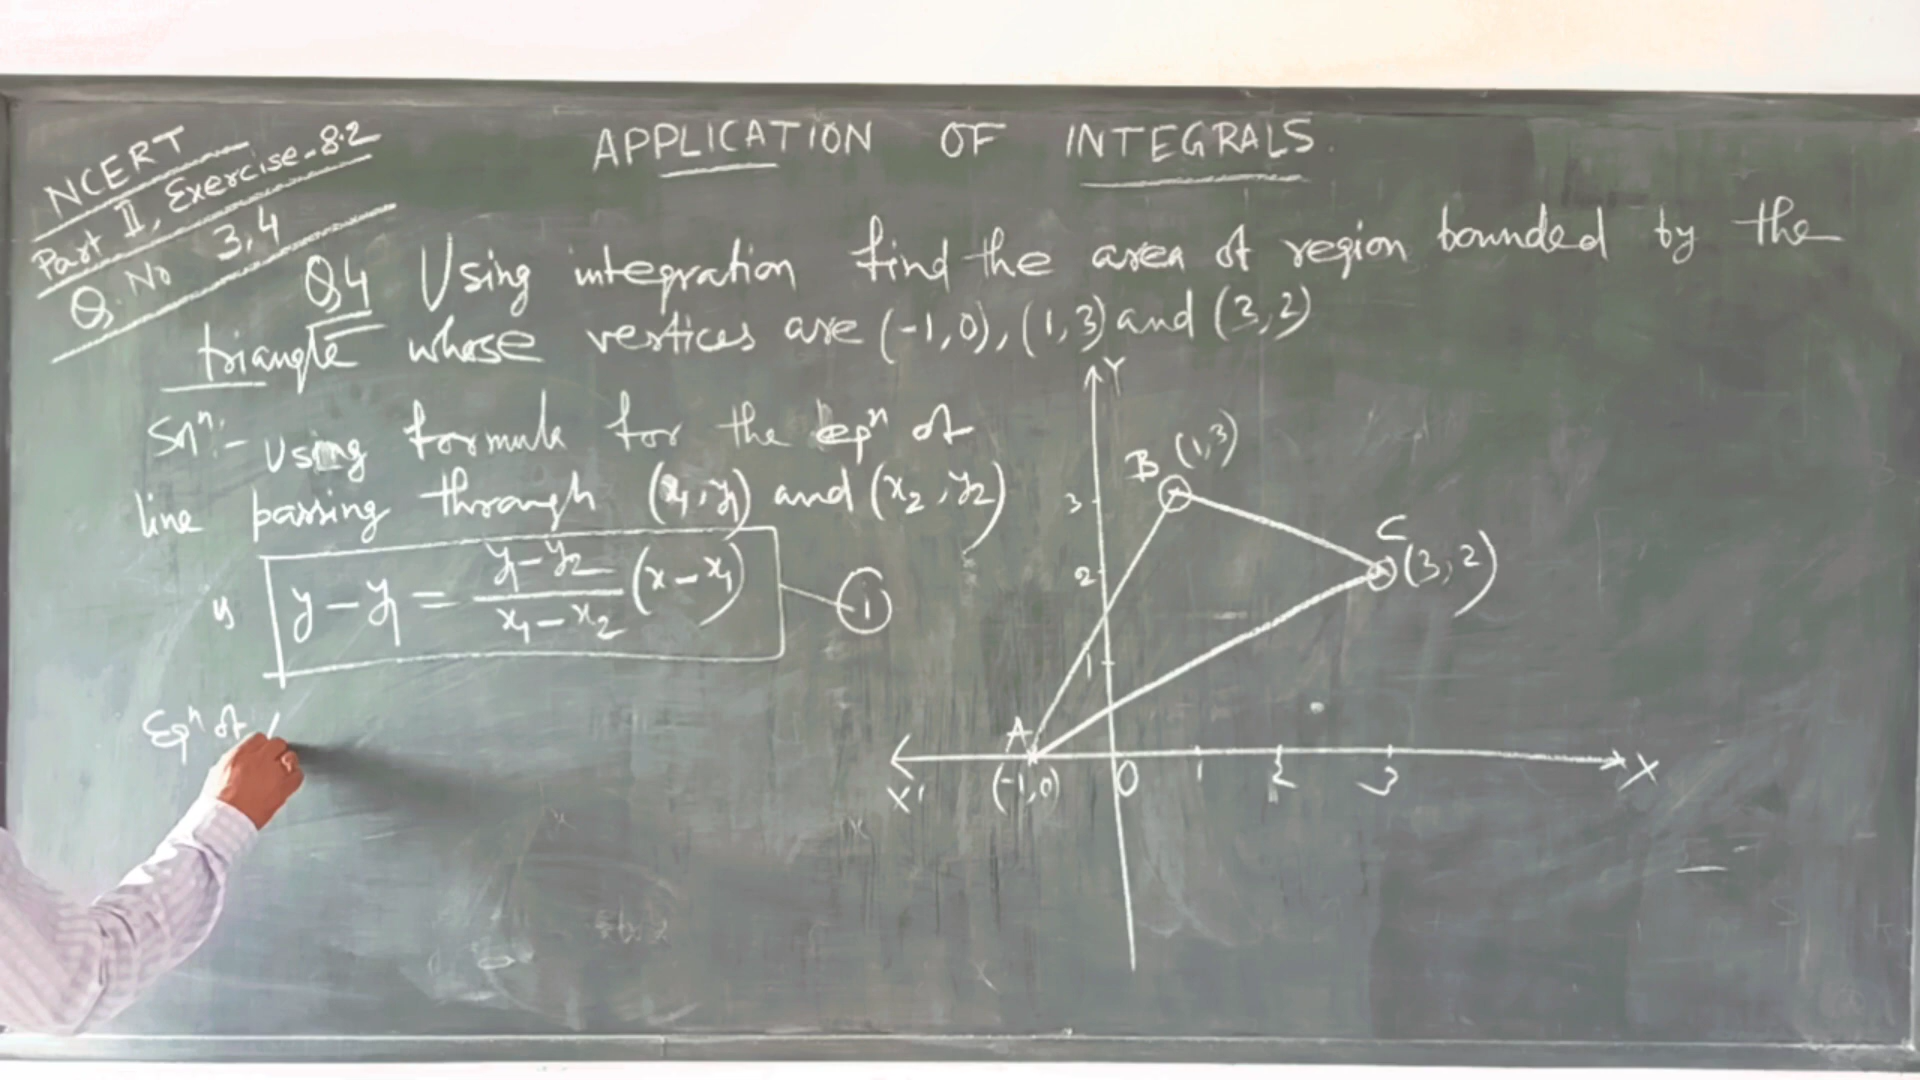 NCERT
Part II, Exercise-8.2
Q. No 3,4
APPLICATION OF INTEGRALS.
Q4 Using integration find the area of region bounded by the
triangle whose vertices are (-1,0), (1,3) and (3,2)
Solⁿ:- Using formula for the eqⁿ of
line passing through (x₁, y₁) and (x₂, y₂)
is y - y₁ = \frac{y₁ - y₂}{x₁ - x₂} (x - x₁) — ①
Eqⁿ of
Y
B (1,3)
3
C (3,2)
2
1
A
(-1,0)
X' O 1 2 3 X